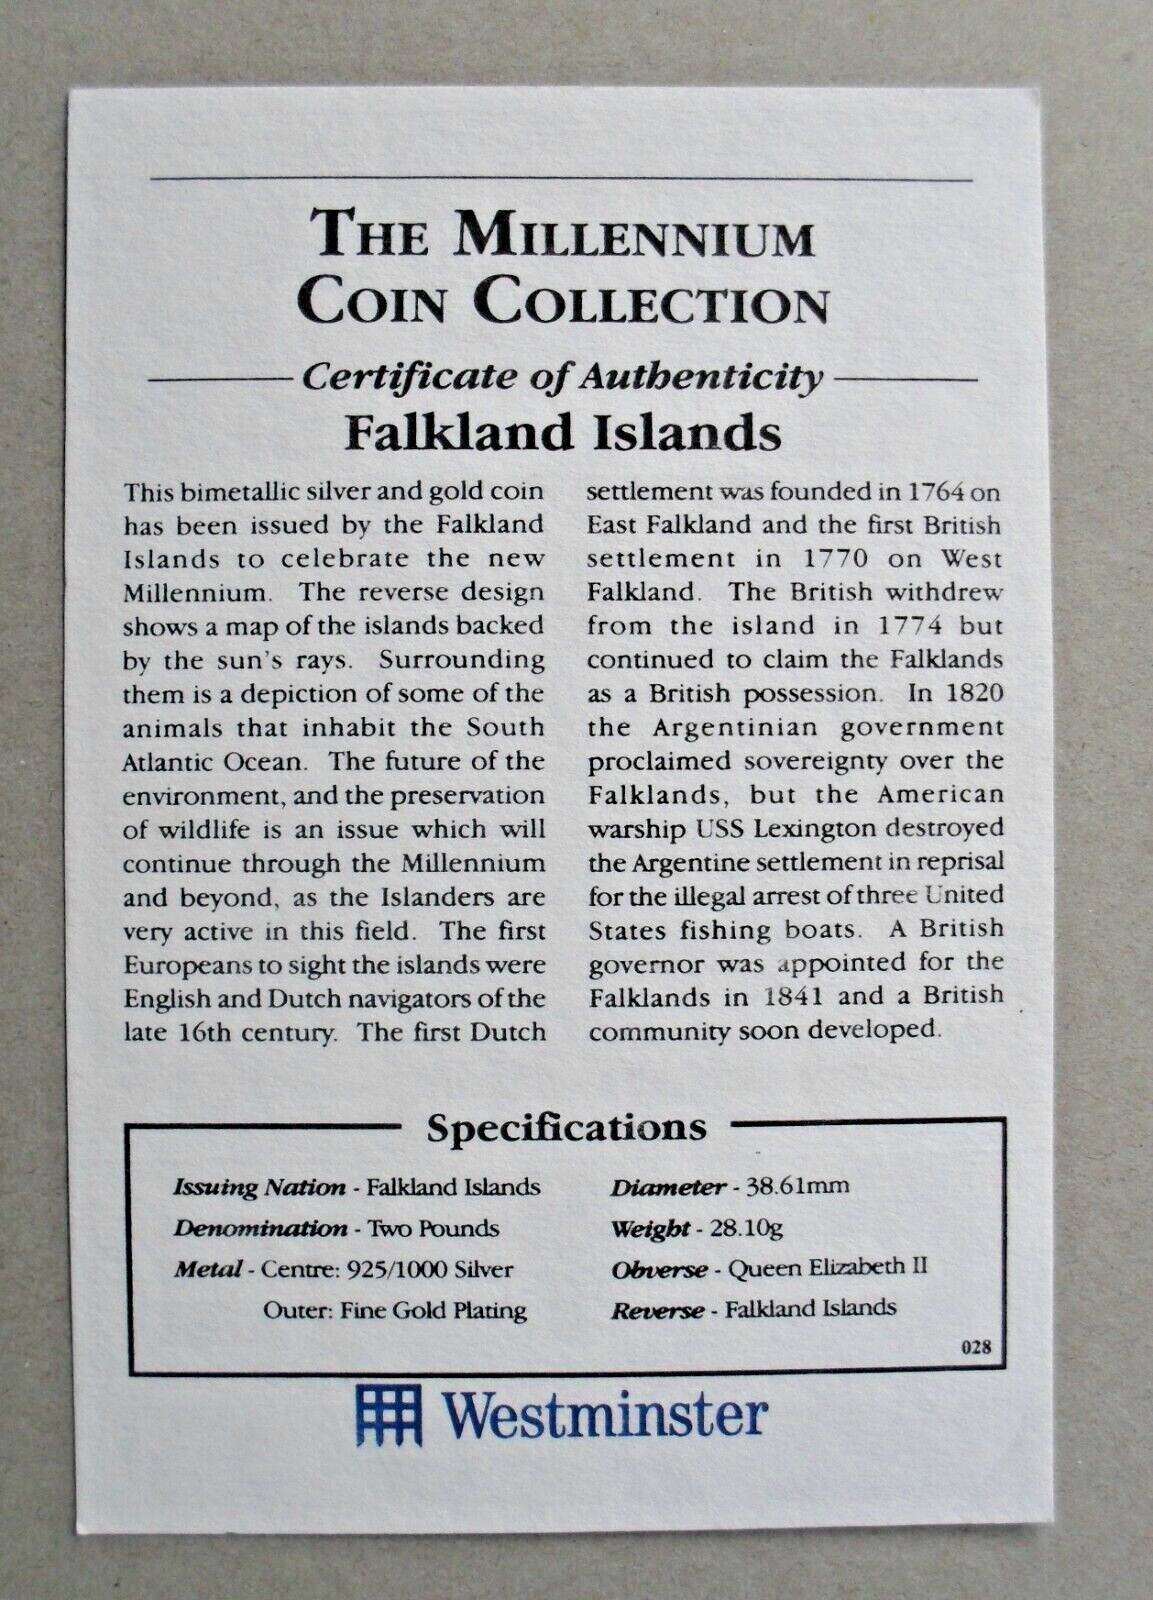 THE MILLENNIUM
COIN COLLECTION
Certificate of Authenticity
Falkland Islands
This bimetallic silver and gold coin
has been issued by the Falkland
Islands to celebrate the new
Millennium. The reverse design
shows a map of the islands backed
by the sun's rays. Surrounding
them is a depiction of some of the
animals that inhabit the South
Atlantic Ocean. The future of the
environment, and the preservation
of wildlife is an issue which will
continue through the Millennium
and beyond, as the Islanders are
very active in this field. The first
Europeans to sight the islands were
English and Dutch navigators of the
late 16th century. The first Dutch
settlement was founded in 1764 on
East Falkland and the first British
settlement in 1770 on West
Falkland. The British withdrew
from the island in 1774 but
continued to claim the Falklands
as a British possession. In 1820
the Argentinian government
proclaimed sovereignty over the
Falklands, but the American
warship USS Lexington destroyed
the Argentine settlement in reprisal
for the illegal arrest of three United
States fishing boats. A British
governor was appointed for the
Falklands in 1841 and a British
community soon developed.
Specifications
Issuing Nation - Falkland Islands
Denomination - Two Pounds
Metal - Centre: 925/1000 Silver
Outer: Fine Gold Plating
Diameter - 38.61mm
Weight - 28.10g
Obverse - Queen Elizabeth II
Reverse - Falkland Islands
028
Westminster